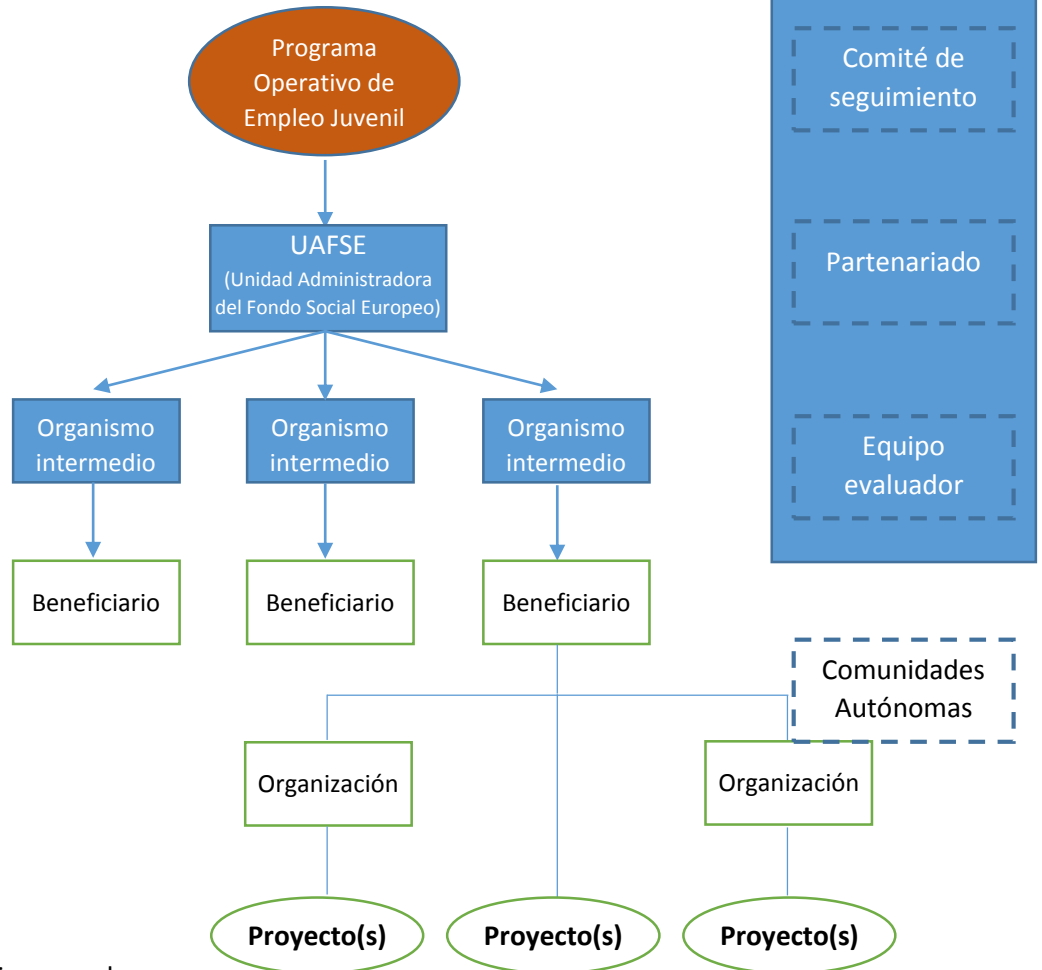 Programa
Operativo de
Empleo Juvenil
Comité de
seguimiento
UAFSE
(Unidad Administradora
del Fondo Social Europeo)
Partenariado
Organismo
intermedio
Organismo
intermedio
Organismo
intermedio
Equipo
evaluador
Beneficiario
Beneficiario
Beneficiario
Comunidades
Autónomas
Organización
Organización
Proyecto(s)
Proyecto(s)
Proyecto(s)